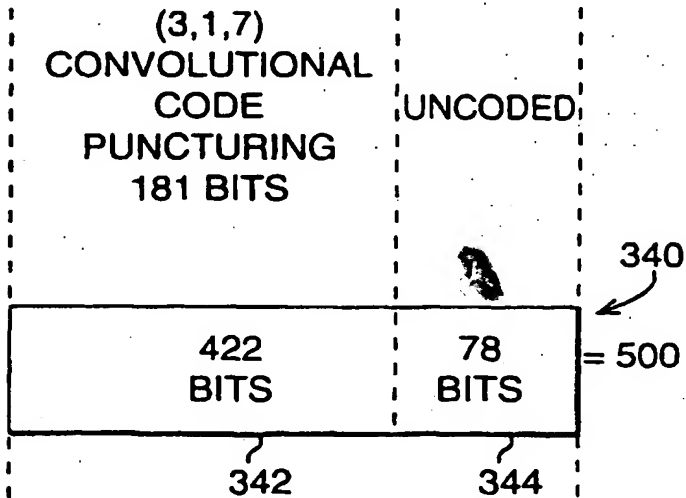 (3,1,7)
CONVOLUTIONAL
CODE
PUNCTURING
181 BITS
UNCODED
340
422
BITS
78
BITS
= 500
342
344